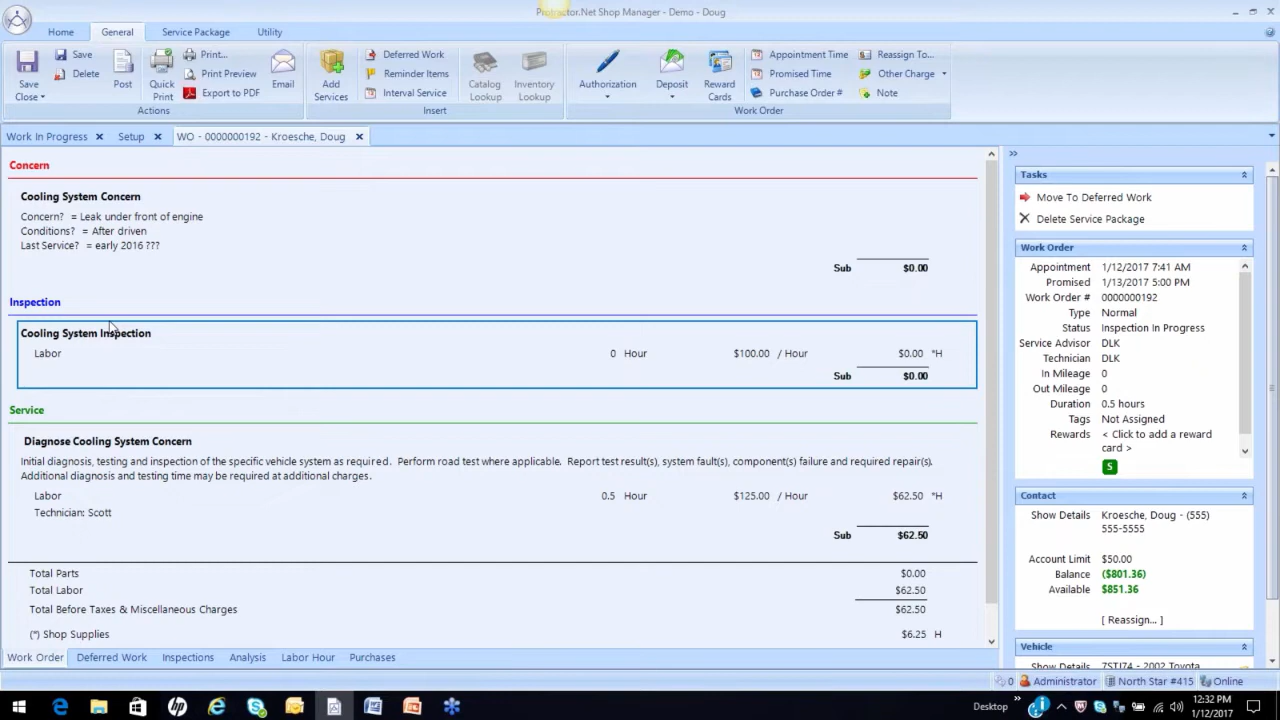 Protractor.Net Shop Manager - Demo - Doug
Home General Service Package Utility
Save Close
Save
Delete
Post
Quick Print
Print...
Print Preview
Export to PDF
Email
Actions
Add Services
Deferred Work
Reminder Items
Interval Service
Catalog Lookup
Inventory Lookup
Insert
Authorization
Deposit
Reward Cards
Appointment Time
Promised Time
Purchase Order #
Reassign To...
Other Charge
Note
Work Order
Work In Progress Setup WO - 0000000192 - Kroesche, Doug
Concern
Cooling System Concern
Concern? = Leak under front of engine
Conditions? = After driven
Last Service? = early 2016 ???
Sub $0.00
Inspection
Cooling System Inspection
Labor 0 Hour $100.00 / Hour $0.00 *H
Sub $0.00
Service
Diagnose Cooling System Concern
Initial diagnosis, testing and inspection of the specific vehicle system as required. Perform road test where applicable. Report test result(s), system fault(s), component(s) failure and required repair(s).
Additional diagnosis and testing time may be required at additional charges.
Labor 0.5 Hour $125.00 / Hour $62.50 *H
Technician: Scott
Sub $62.50
Total Parts $0.00
Total Labor $62.50
Total Before Taxes & Miscellaneous Charges $62.50
(*) Shop Supplies $6.25 H
Work Order Deferred Work Inspections Analysis Labor Hour Purchases
Tasks
Move To Deferred Work
Delete Service Package
Work Order
Appointment 1/12/2017 7:41 AM
Promised 1/13/2017 5:00 PM
Work Order # 0000000192
Type Normal
Status Inspection In Progress
Service Advisor DLK
Technician DLK
In Mileage 0
Out Mileage 0
Duration 0.5 hours
Tags Not Assigned
Rewards < Click to add a reward
card >
S
Contact
Show Details Kroesche, Doug - (555)
555-5555
Account Limit $50.00
Balance ($801.36)
Available $851.36
[ Reassign... ]
Vehicle
Show Details 7STJ74 - 2002 Toyota
0 Administrator North Star #415 Online
Desktop
12:32 PM
1/12/2017